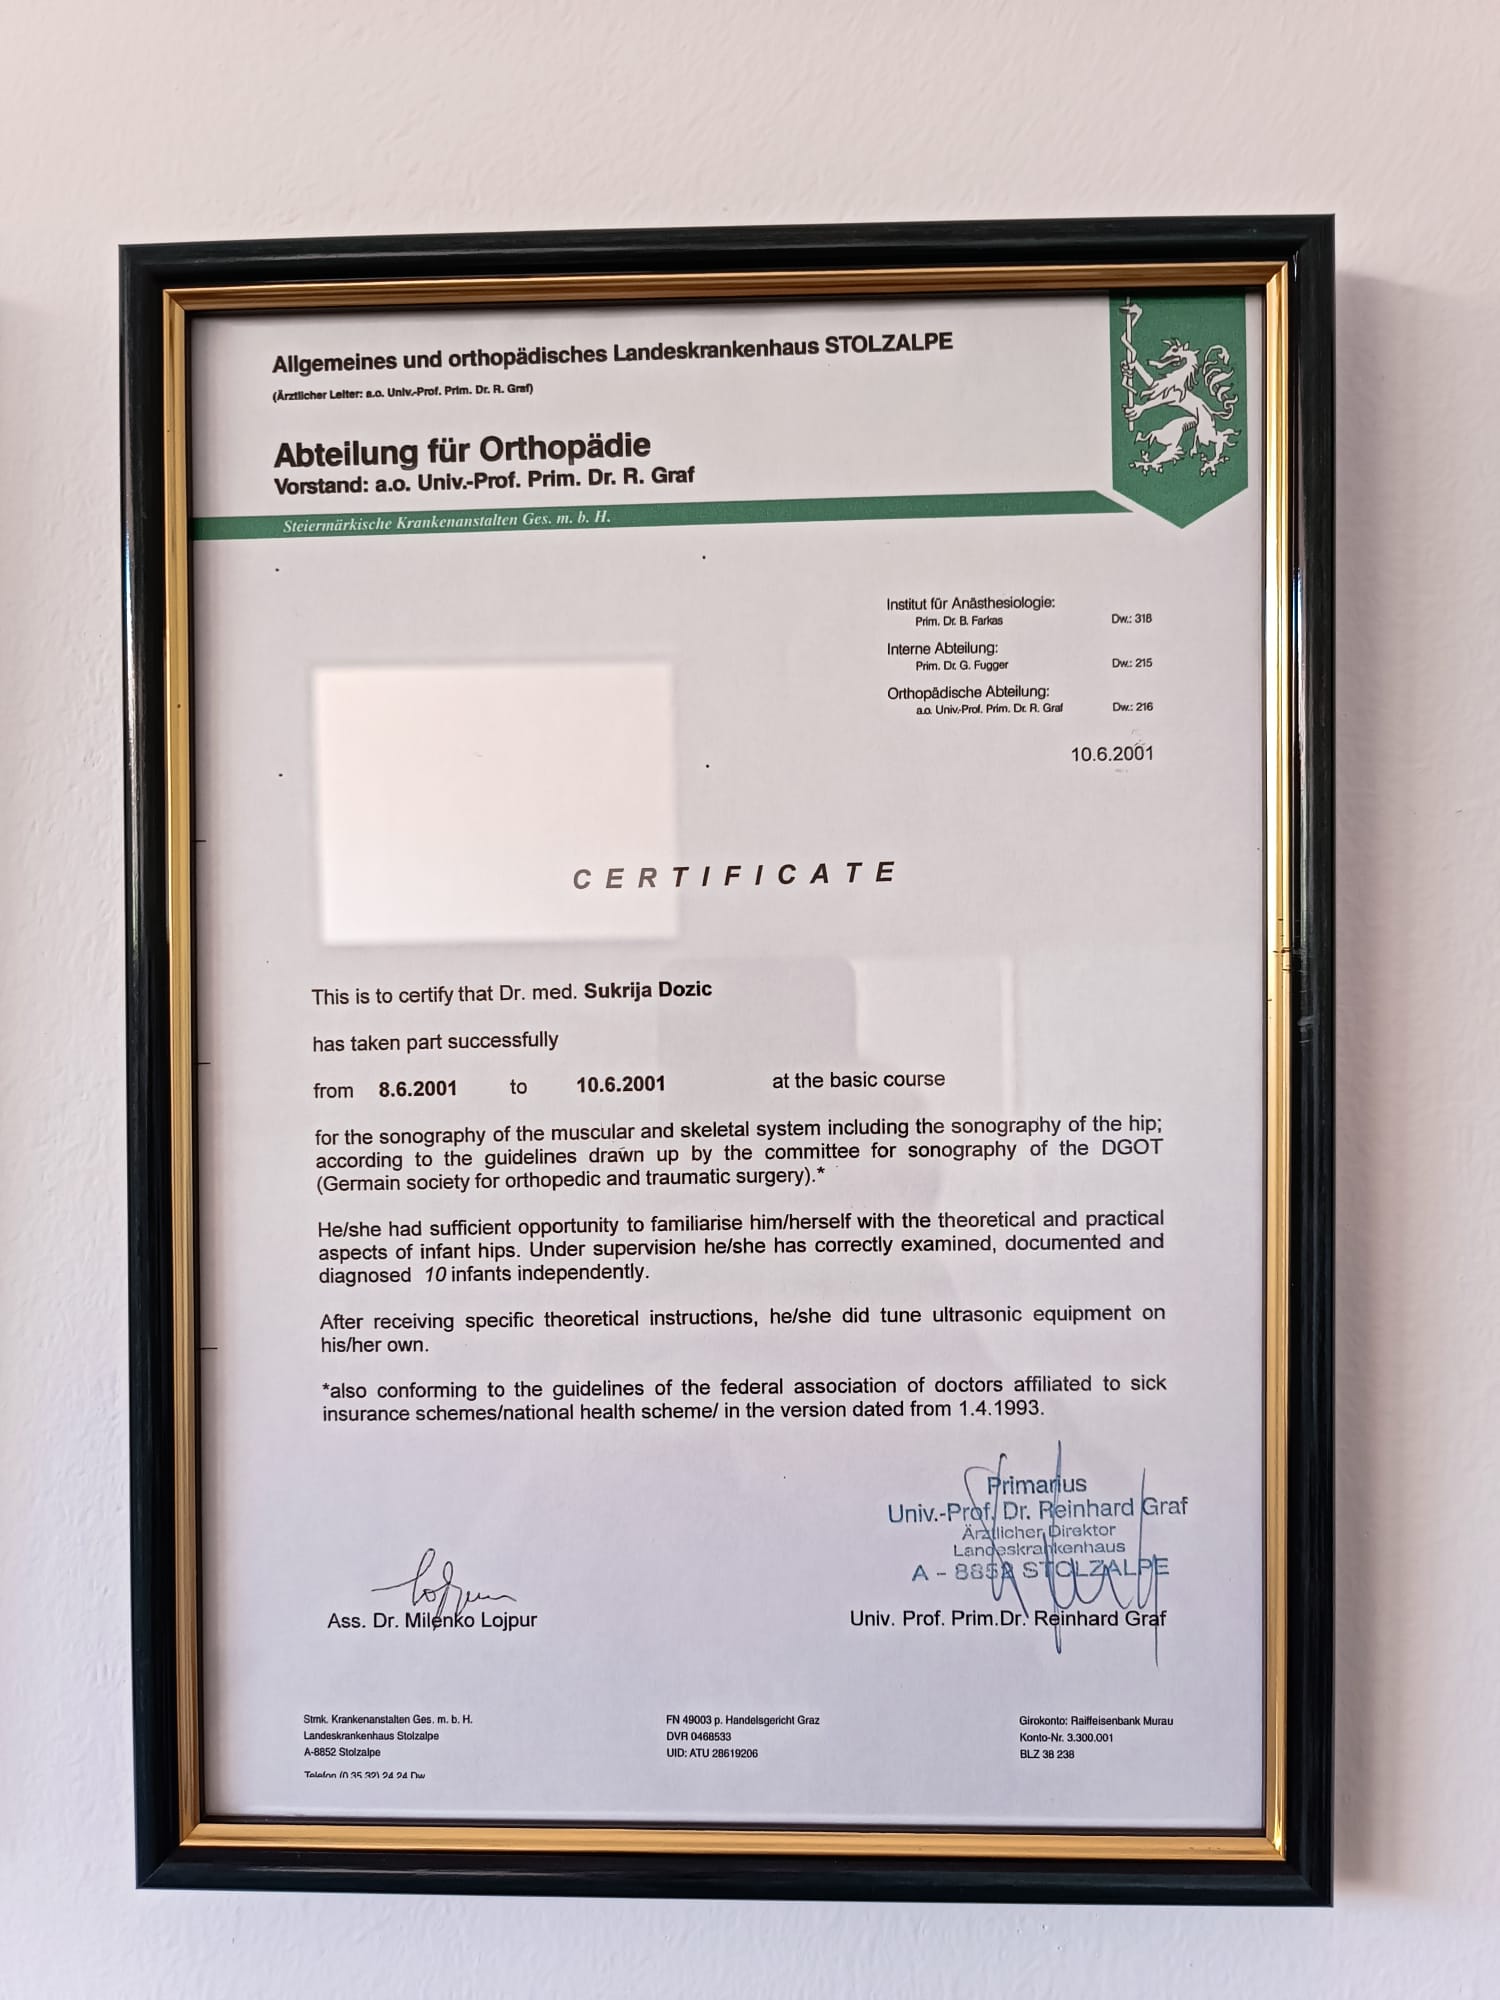 Allgemeines und orthopädisches Landeskrankenhaus STOLZALPE
(Ärztlicher Leiter: a.o. Univ.-Prof. Prim. Dr. R. Graf)
Abteilung für Orthopädie
Vorstand: a.o. Univ.-Prof. Prim. Dr. R. Graf
Steiermärkische Krankenanstalten Ges. m. b. H.
Institut für Anästhesiologie:
Prim. Dr. B. Farkas Dw.: 318
Interne Abteilung:
Prim. Dr. G. Fugger Dw.: 215
Orthopädische Abteilung:
a.o. Univ.-Prof. Prim. Dr. R. Graf Dw.: 216
10.6.2001
CERTIFICATE
This is to certify that Dr. med. Sukrija Dozic
has taken part successfully
from 8.6.2001 to 10.6.2001 at the basic course
for the sonography of the muscular and skeletal system including the sonography of the hip;
according to the guidelines drawn up by the committee for sonography of the DGOT
(Germain society for orthopedic and traumatic surgery).*
He/she had sufficient opportunity to familiarise him/herself with the theoretical and practical
aspects of infant hips. Under supervision he/she has correctly examined, documented and
diagnosed 10 infants independently.
After receiving specific theoretical instructions, he/she did tune ultrasonic equipment on
his/her own.
*also conforming to the guidelines of the federal association of doctors affiliated to sick
insurance schemes/national health scheme/ in the version dated from 1.4.1993.
Primarius
Univ.-Prof. Dr. Reinhard Graf
Ärztlicher Direktor
Landeskrankenhaus
A - 8852 STOLZALPE
Ass. Dr. Milenko Lojpur
Univ. Prof. Prim.Dr. Reinhard Graf
Stmk. Krankenanstalten Ges. m. b. H.
Landeskrankenhaus Stolzalpe
A-8852 Stolzalpe
Telefon (0 35 32) 24 24 Dw
FN 49003 p. Handelsgericht Graz
DVR 0468533
UID: ATU 28619206
Girokonto: Raiffeisenbank Murau
Konto-Nr. 3.300.001
BLZ 38 238